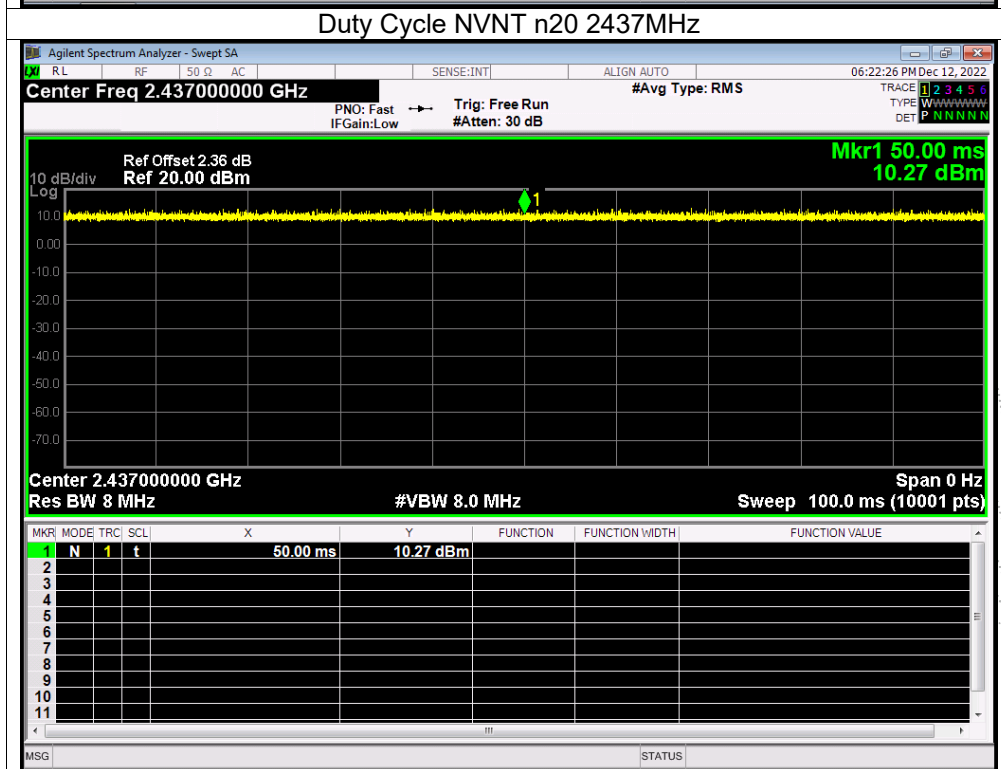 Duty Cycle NVNT n20 2437MHz
Agilent Spectrum Analyzer - Swept SA
LXI RL RF 50 Ω AC SENSE:INT ALIGN AUTO 06:22:26 PM Dec 12, 2022
Center Freq 2.437000000 GHz #Avg Type: RMS TRACE 1 2 3 4 5 6
PNO: Fast Trig: Free Run TYPE WWWWWW
IFGain:Low #Atten: 30 dB DET P N N N N N
Mkr1 50.00 ms
Ref Offset 2.36 dB
10 dB/div Ref 20.00 dBm 10.27 dBm
Log
1
10.0
0.00
-10.0
-20.0
-30.0
-40.0
-50.0
-60.0
-70.0
Center 2.437000000 GHz Span 0 Hz
Res BW 8 MHz #VBW 8.0 MHz Sweep 100.0 ms (10001 pts)
MKR MODE TRC SCL X Y FUNCTION FUNCTION WIDTH FUNCTION VALUE
1 N 1 t 50.00 ms 10.27 dBm
2
3
4
5
6
7
8
9
10
11
MSG STATUS